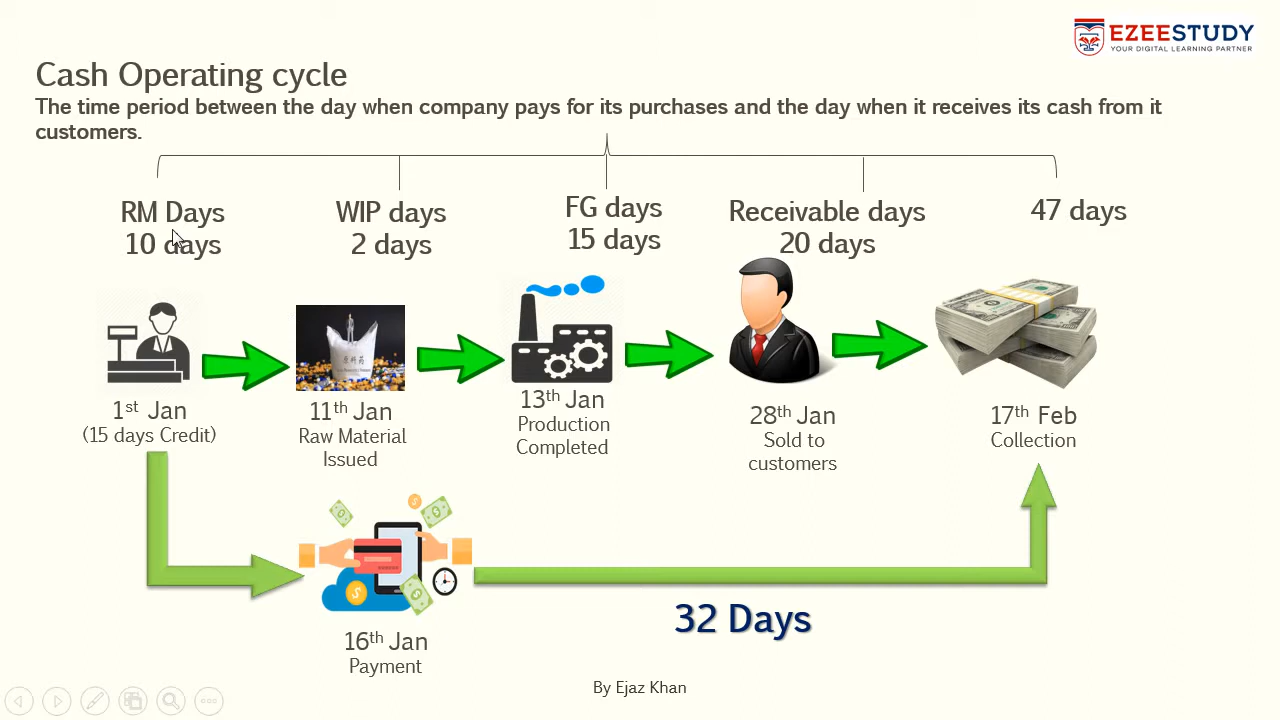 EZEESTUDY
YOUR DIGITAL LEARNING PARTNER
Cash Operating cycle
The time period between the day when company pays for its purchases and the day when it receives its cash from it
customers.
RM Days
10 days
WIP days
2 days
FG days
15 days
Receivable days
20 days
47 days
1st Jan
(15 days Credit)
11th Jan
Raw Material
Issued
13th Jan
Production
Completed
28th Jan
Sold to
customers
17th Feb
Collection
原料药
16th Jan
Payment
32 Days
By Ejaz Khan